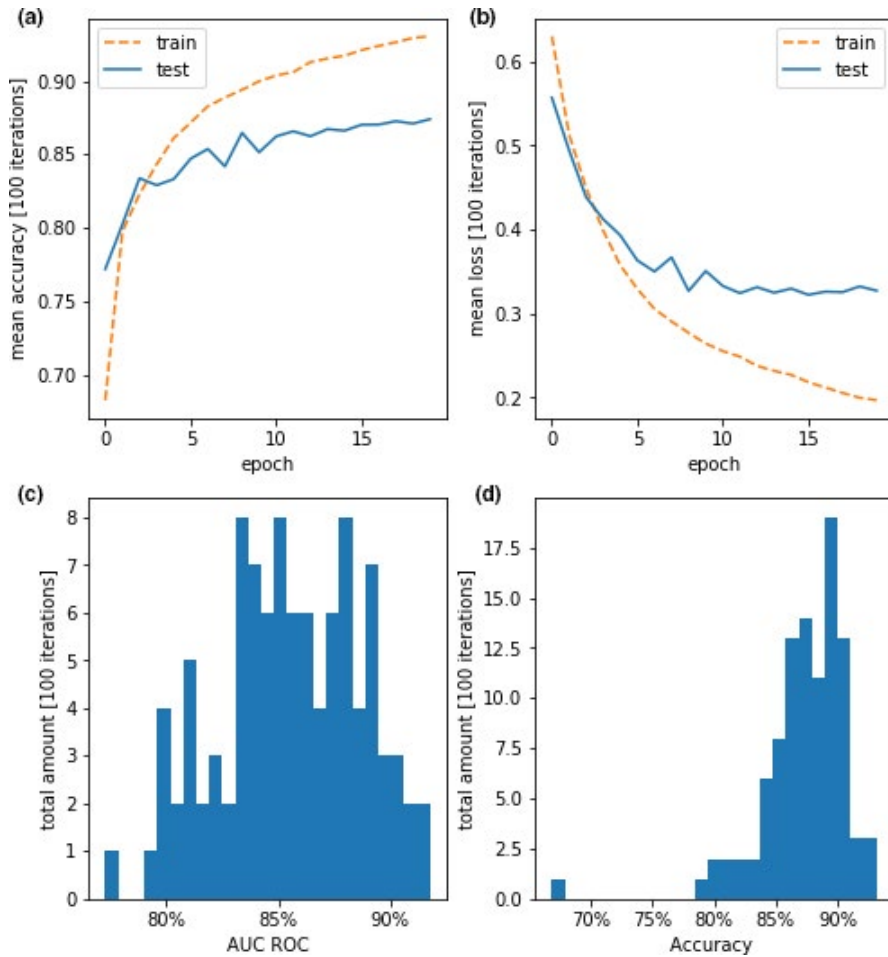 (a)
train
test
mean accuracy [100 iterations]
0.90
0.85
0.80
0.75
0.70
0
5
10
15
epoch
(b)
train
test
mean loss [100 iterations]
0.6
0.5
0.4
0.3
0.2
0
5
10
15
epoch
(c)
total amount [100 iterations]
8
7
6
5
4
3
2
1
0
80%
85%
90%
AUC ROC
(d)
total amount [100 iterations]
17.5
15.0
12.5
10.0
7.5
5.0
2.5
0.0
70%
75%
80%
85%
90%
Accuracy